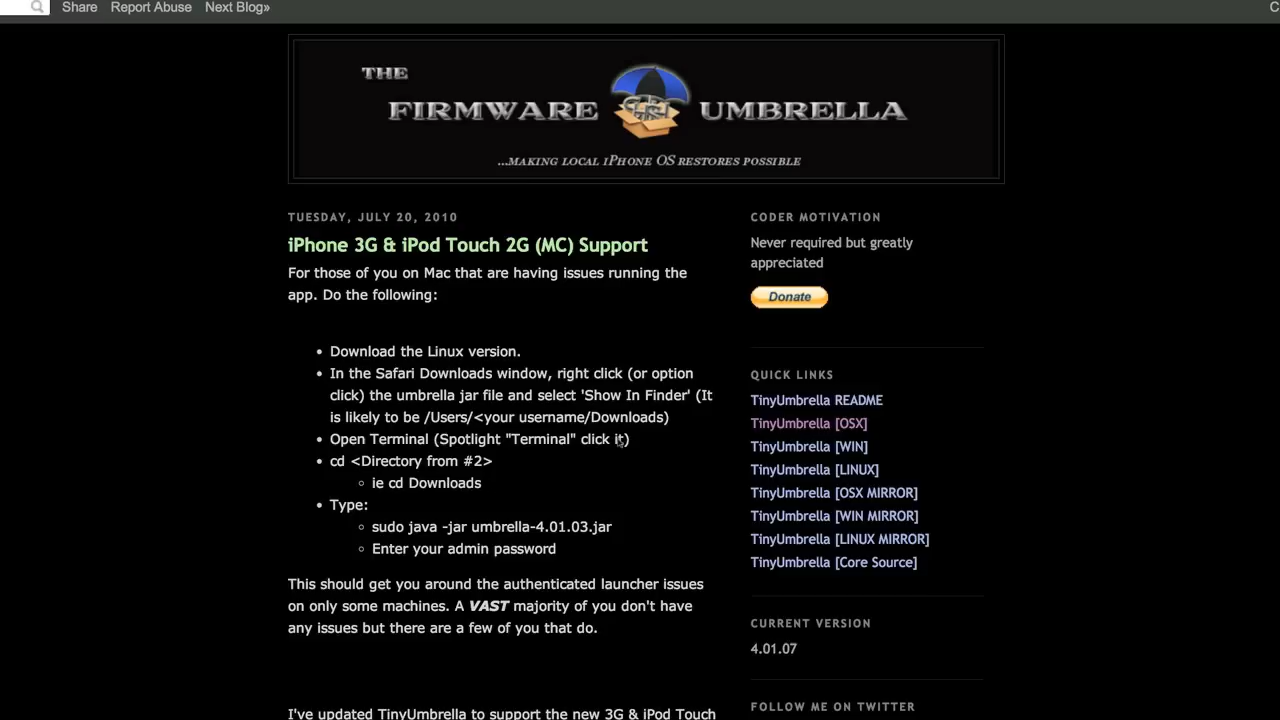 Share Report Abuse Next Blog» C
THE
FIRMWARE UMBRELLA
...MAKING LOCAL IPHONE OS RESTORES POSSIBLE
TUESDAY, JULY 20, 2010
iPhone 3G & iPod Touch 2G (MC) Support
For those of you on Mac that are having issues running the
app. Do the following:
• Download the Linux version.
• In the Safari Downloads window, right click (or option
click) the umbrella jar file and select 'Show In Finder' (It
is likely to be /Users/<your username/Downloads)
• Open Terminal (Spotlight "Terminal" click it)
• cd <Directory from #2>
◦ ie cd Downloads
• Type:
◦ sudo java -jar umbrella-4.01.03.jar
◦ Enter your admin password
This should get you around the authenticated launcher issues
on only some machines. A VAST majority of you don't have
any issues but there are a few of you that do.
I've updated TinyUmbrella to support the new 3G & iPod Touch
CODER MOTIVATION
Never required but greatly
appreciated
Donate
QUICK LINKS
TinyUmbrella README
TinyUmbrella [OSX]
TinyUmbrella [WIN]
TinyUmbrella [LINUX]
TinyUmbrella [OSX MIRROR]
TinyUmbrella [WIN MIRROR]
TinyUmbrella [LINUX MIRROR]
TinyUmbrella [Core Source]
CURRENT VERSION
4.01.07
FOLLOW ME ON TWITTER